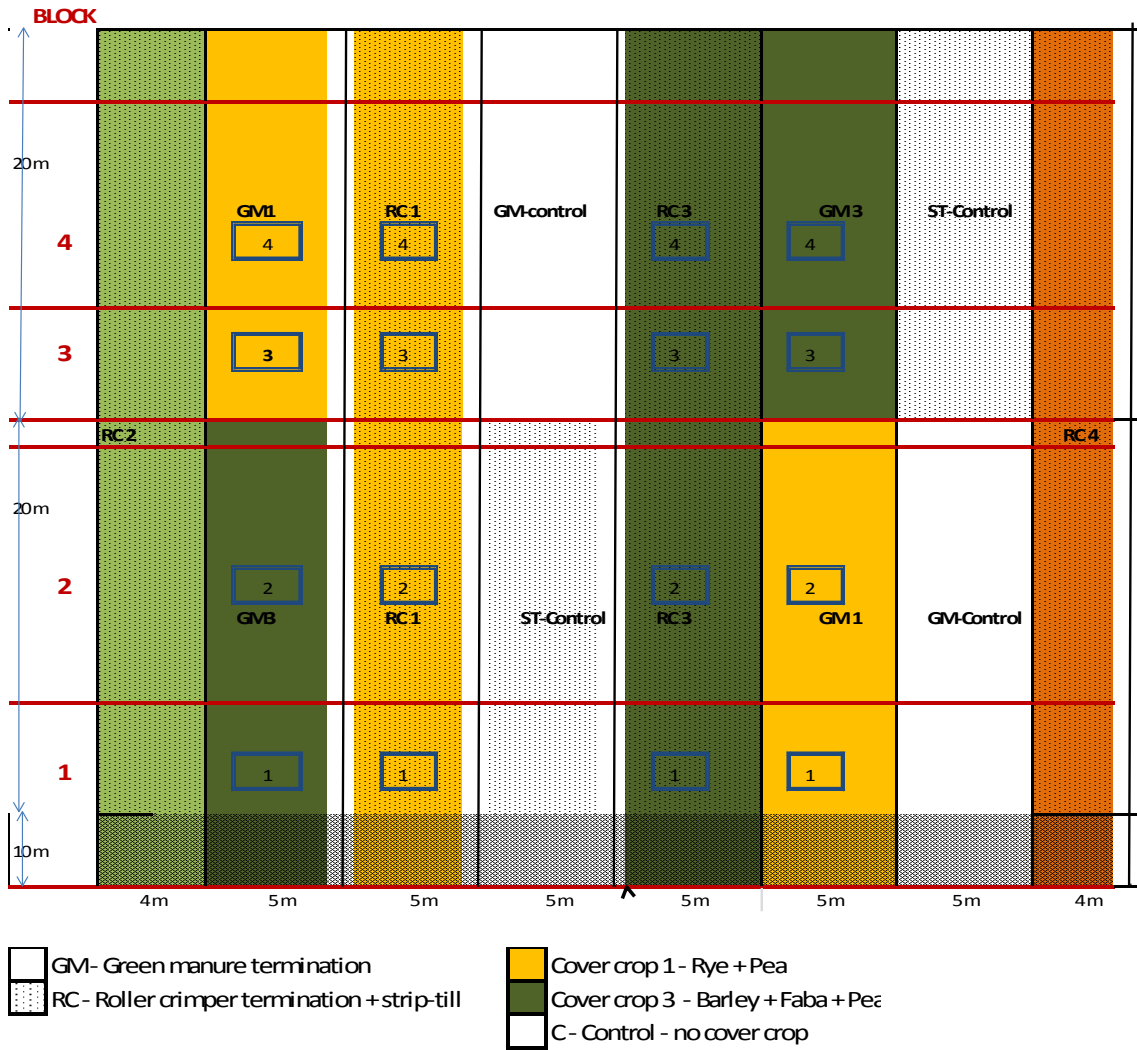 BLOCK
20m
GM1 RC1 GM-control RC3 GM3 ST-Control
4 4 4 4 4
3 3 3 3 3
RC2 RC4
20m
2 2 2 2 2
GM3 RC1 ST-Control RC3 GM1 GM-Control
1 1 1 1 1
10m
4m 5m 5m 5m 5m 5m 5m 4m
GM - Green manure termination
RC - Roller crimper termination + strip-till
Cover crop 1 - Rye + Pea
Cover crop 3 - Barley + Faba + Pea
C - Control - no cover crop